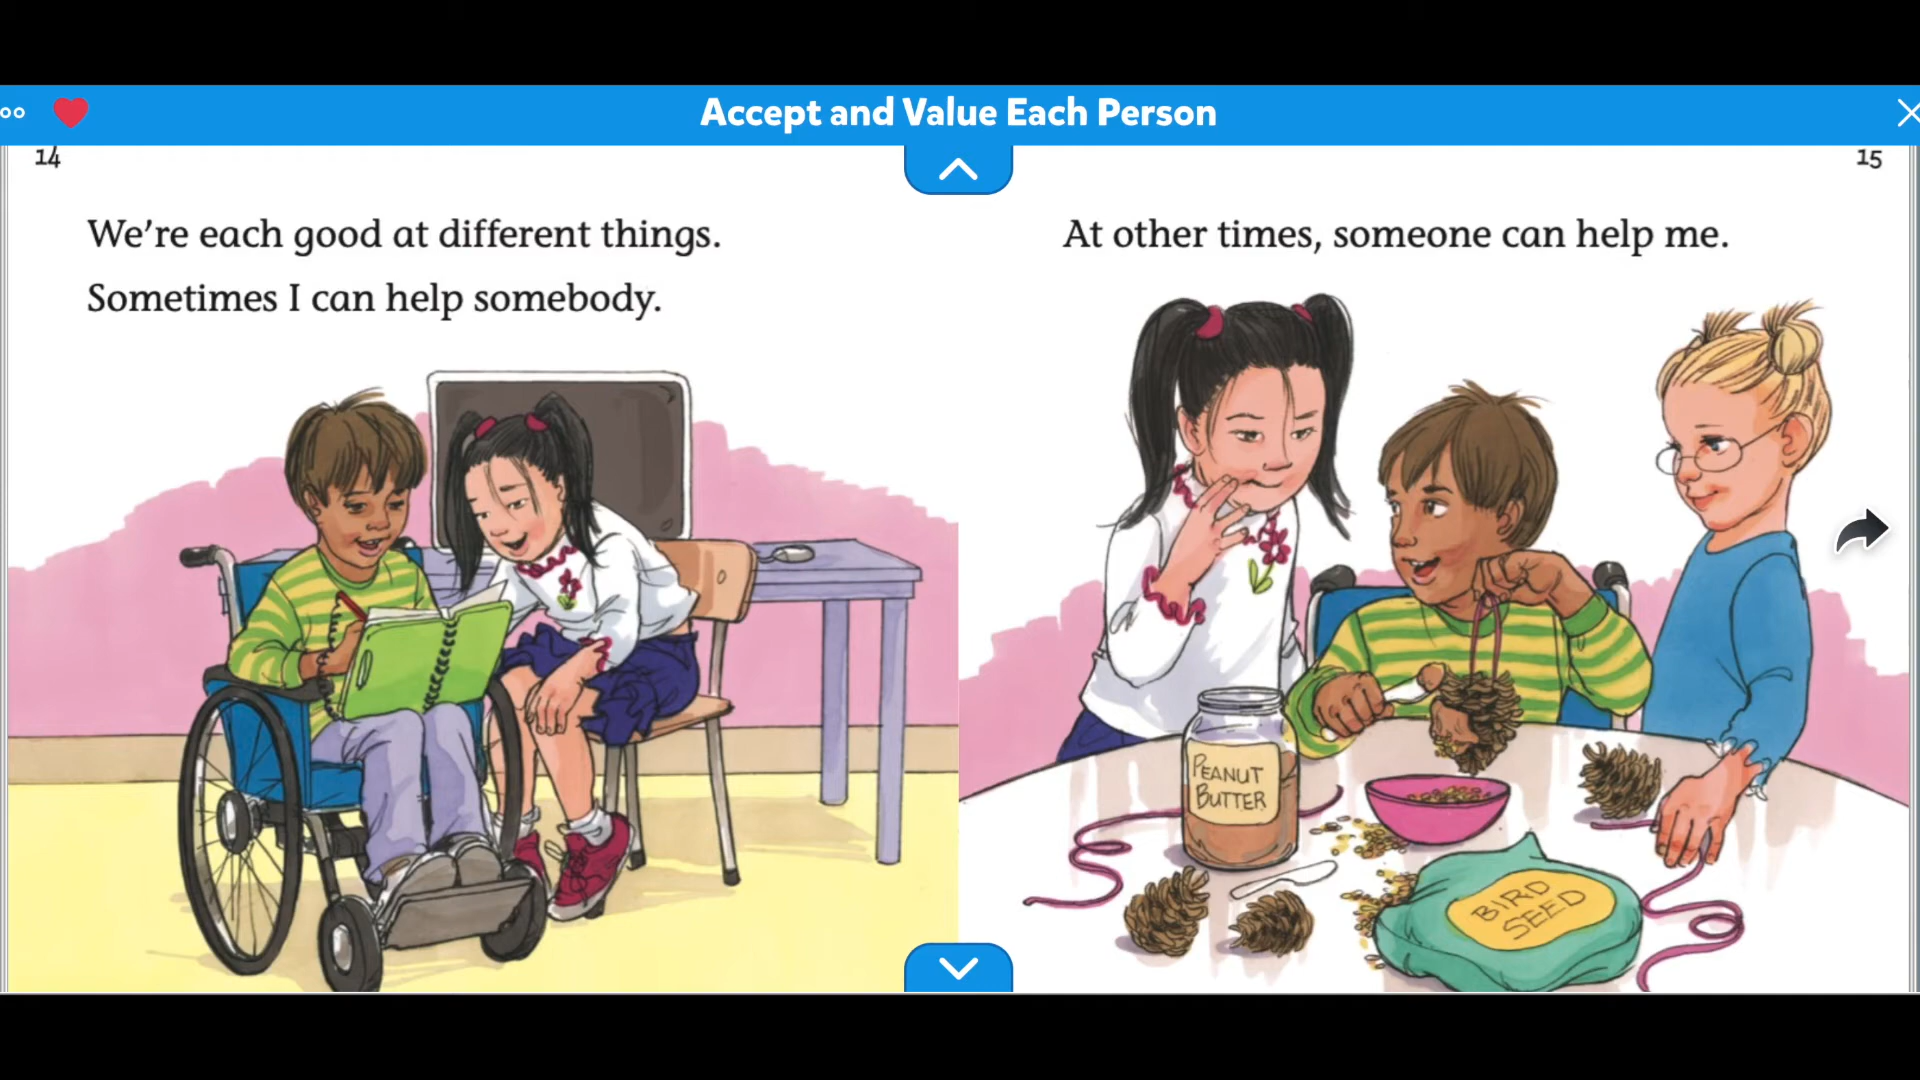 Accept and Value Each Person
14
We’re each good at different things.
Sometimes I can help somebody.
15
At other times, someone can help me.
PEANUT
BUTTER
BIRD
SEED